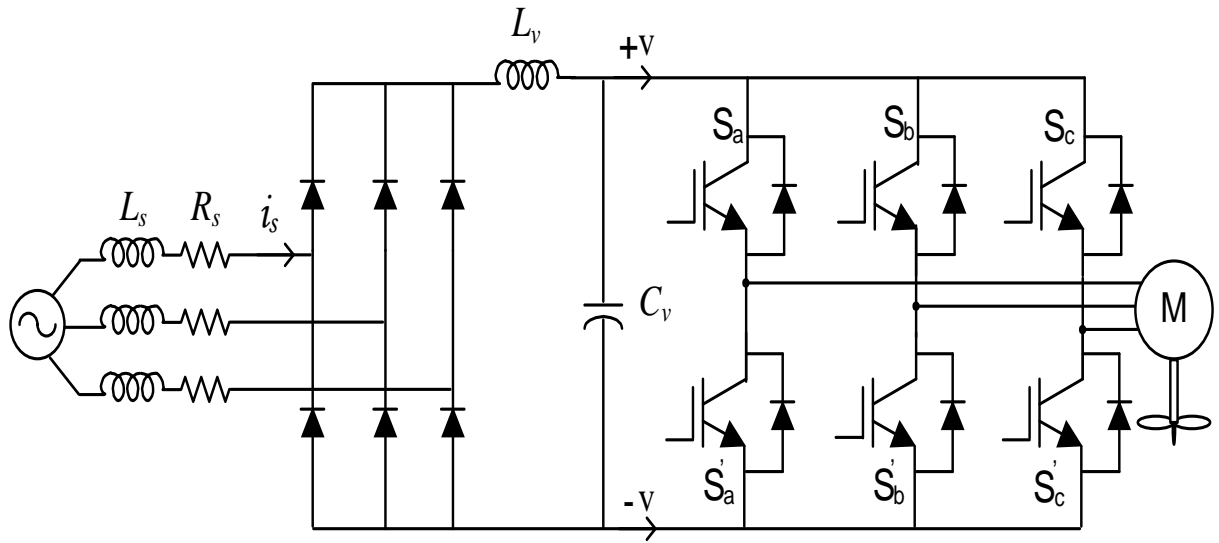 L_v
+v
S_a
S_b
S_c
L_s
R_s
i_s
C_v
M
S'_a
S'_b
S'_c
-v